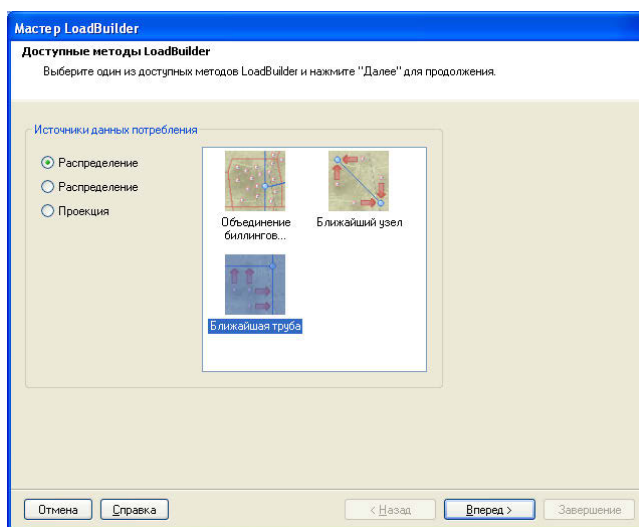 Мастер LoadBuilder
Доступные методы LoadBuilder
Выберите один из доступных методов LoadBuilder и нажмите "Далее" для продолжения.
Источники данных потребления
Распределение
Распределение
Проекция
Объединение
биллингов...
Ближайший узел
Ближайшая труба
Отмена
Справка
< Назад
Вперед >
Завершение